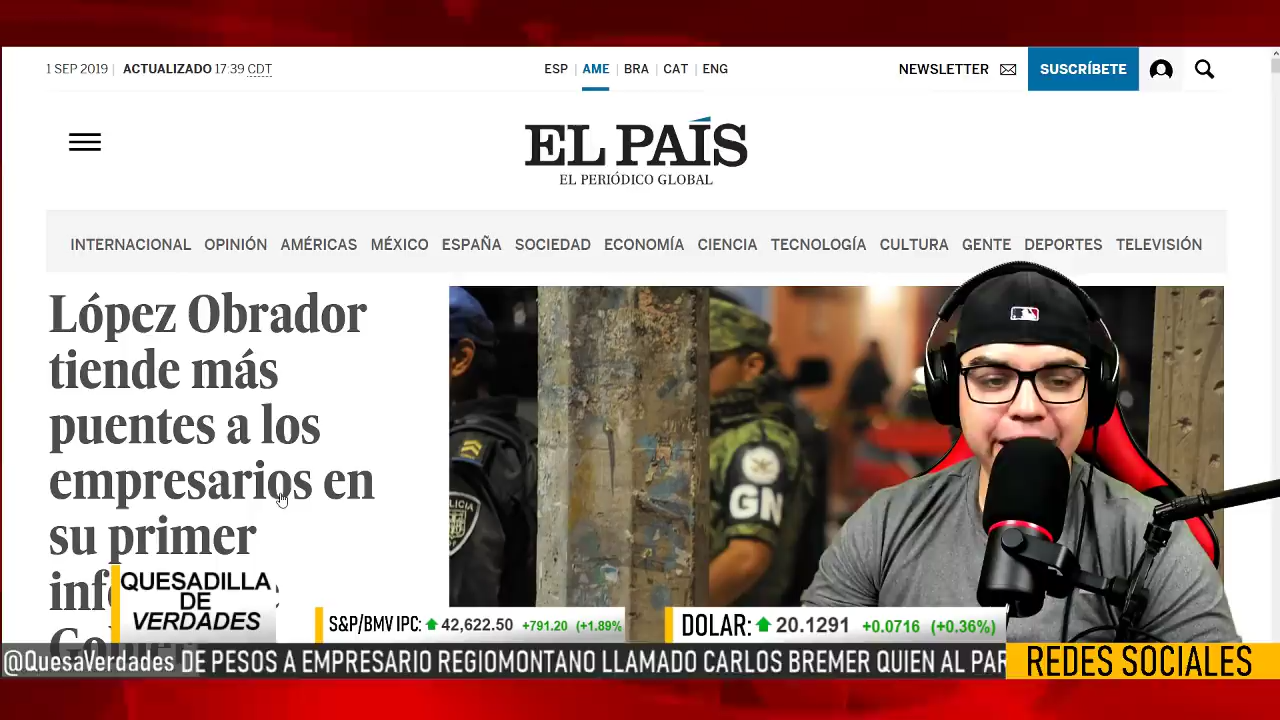 1 SEP 2019 | ACTUALIZADO 17:39 CDT
ESP | AME | BRA | CAT | ENG
NEWSLETTER
SUSCRÍBETE
EL PAÍS
EL PERIÓDICO GLOBAL
INTERNACIONAL OPINIÓN AMÉRICAS MÉXICO ESPAÑA SOCIEDAD ECONOMÍA CIENCIA TECNOLOGÍA CULTURA GENTE DEPORTES TELEVISIÓN
López Obrador
tiende más
puentes a los
empresarios en
su primer
GN
QUESADILLA
DE
VERDADES
S&P/BMV IPC: 42,622.50 +791.20 (+1.89%)
DOLAR: 20.1291 +0.0716 (+0.36%)
@QuesaVerdades DE PESOS A EMPRESARIO REGIOMONTANO LLAMADO CARLOS BREMER QUIEN AL PAR
REDES SOCIALES